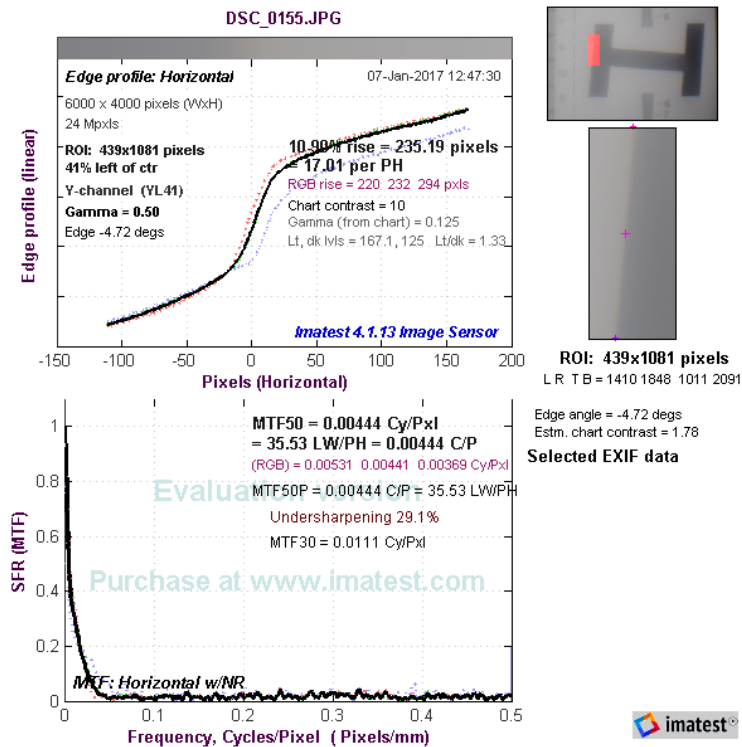 DSC_0155.JPG
Edge profile: Horizontal
07-Jan-2017 12:47:30
6000 x 4000 pixels (WxH)
24 Mpxls
ROI: 439x1081 pixels
41% left of ctr
Y-channel (YL41)
Gamma = 0.50
Edge -4.72 degs
10-90% rise = 235.19 pixels
= 17.01 per PH
RGB rise = 220 232 294 pxls
Chart contrast = 10
Gamma (from chart) = 0.125
Lt, dk lvls = 167.1, 125 Lt/dk = 1.33
Edge profile (linear)
Imatest 4.1.13 Image Sensor
-150 -100 -50 0 50 100 150 200
Pixels (Horizontal)
ROI: 439x1081 pixels
L R T B = 1410 1848 1011 2091
Edge angle = -4.72 degs
Estm. chart contrast = 1.78
Selected EXIF data
MTF50 = 0.00444 Cy/Pxl
= 35.53 LW/PH = 0.00444 C/P
(RGB) = 0.00531 0.00441 0.00369 Cy/Pxl
Evaluation version
MTF50P = 0.00444 C/P = 35.53 LW/PH
Undersharpening 29.1%
MTF30 = 0.0111 Cy/Pxl
Purchase at www.imatest.com
SFR (MTF)
1
0.8
0.6
0.4
0.2
0
MTF: Horizontal w/NR
0 0.1 0.2 0.3 0.4 0.5
Frequency, Cycles/Pixel ( Pixels/mm)
imatest®